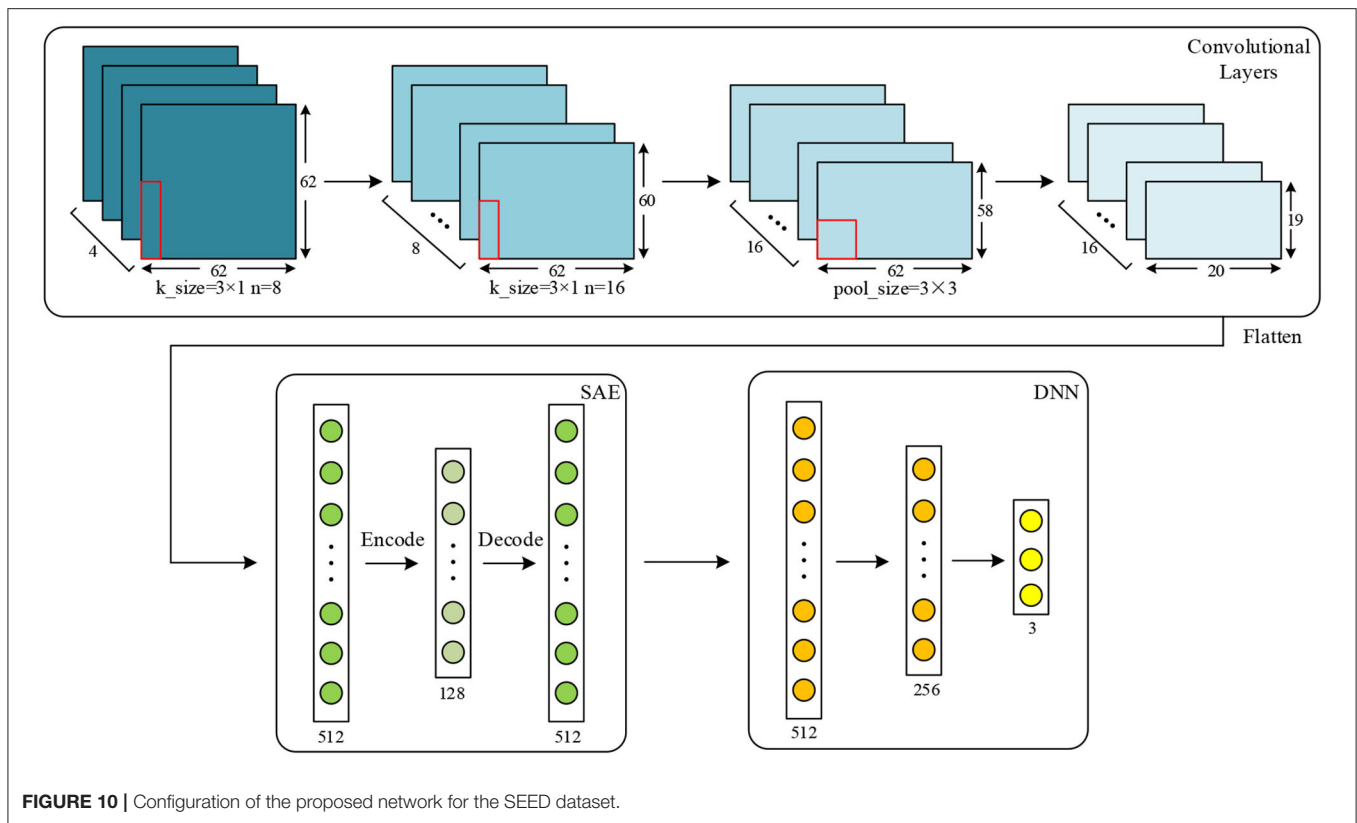 Convolutional
Layers
62
4
62
k_size=3×1 n=8
60
8
62
k_size=3×1 n=16
58
16
62
pool_size=3×3
19
16
20
Flatten
SAE
Encode
Decode
512
128
512
DNN
512
256
3
FIGURE 10 | Configuration of the proposed network for the SEED dataset.